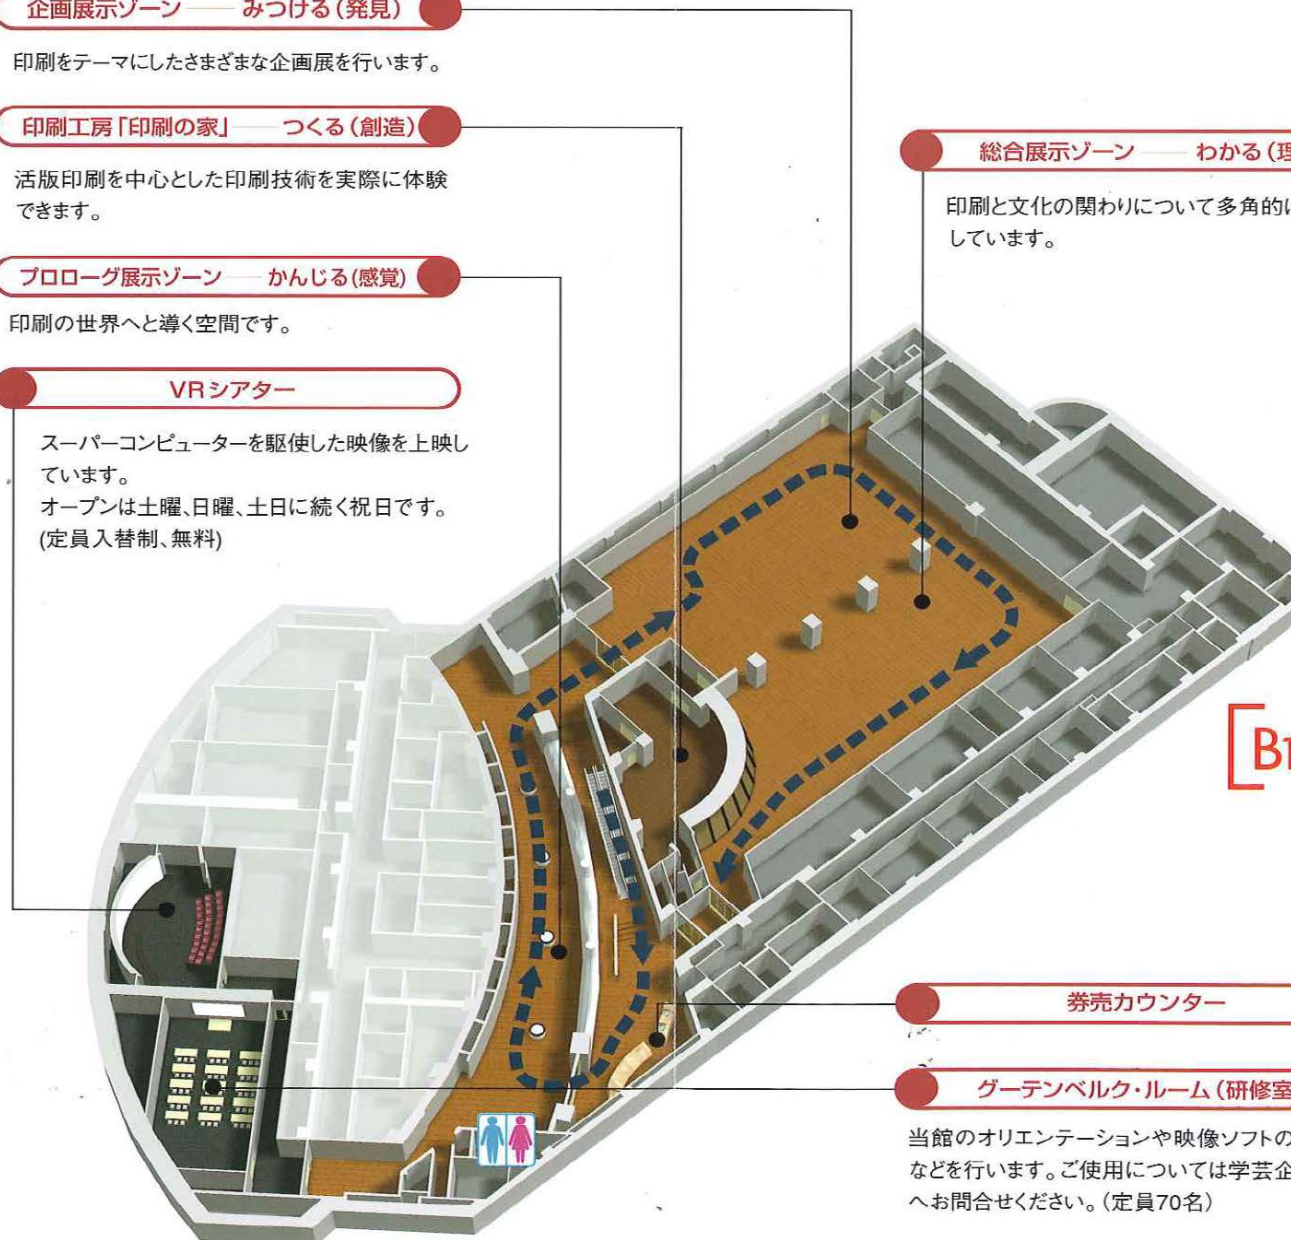 企画展示ゾーン —— みつける(発見)
印刷をテーマにしたさまざまな企画展を行います。
印刷工房「印刷の家」—— つくる(創造)
活版印刷を中心とした印刷技術を実際に体験
できます。
プロローグ展示ゾーン —— かんじる(感覚)
印刷の世界へと導く空間です。
VRシアター
スーパーコンピューターを駆使した映像を上映し
ています。
オープンは土曜、日曜、土日に続く祝日です。
(定員入替制、無料)
総合展示ゾーン —— わかる(理
印刷と文化の関わりについて多角的に
しています。
[B1
券売カウンター
グーテンベルク・ルーム(研修室
当館のオリエンテーションや映像ソフトの
などを行います。ご使用については学芸企
へお問合せください。(定員70名)